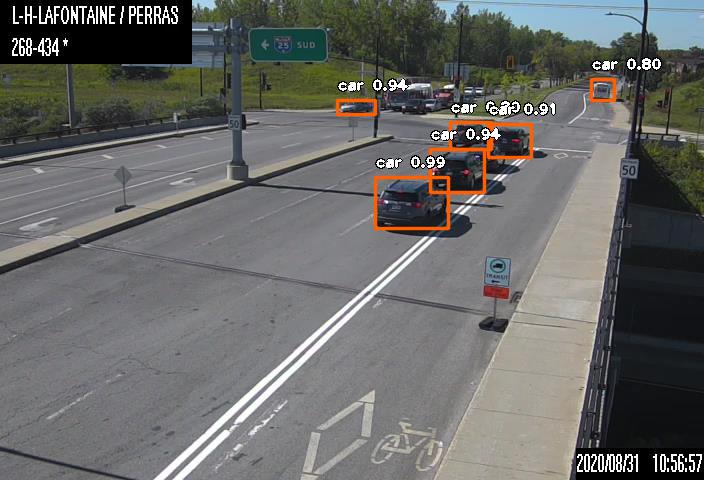 L-H-LAFONTAINE / PERRAS
268-434 *
25 SUD
car 0.80
car 0.94
car 0.91
car 0.94
car 0.99
50
50
TRANSIT
2020/08/31 10:56:57